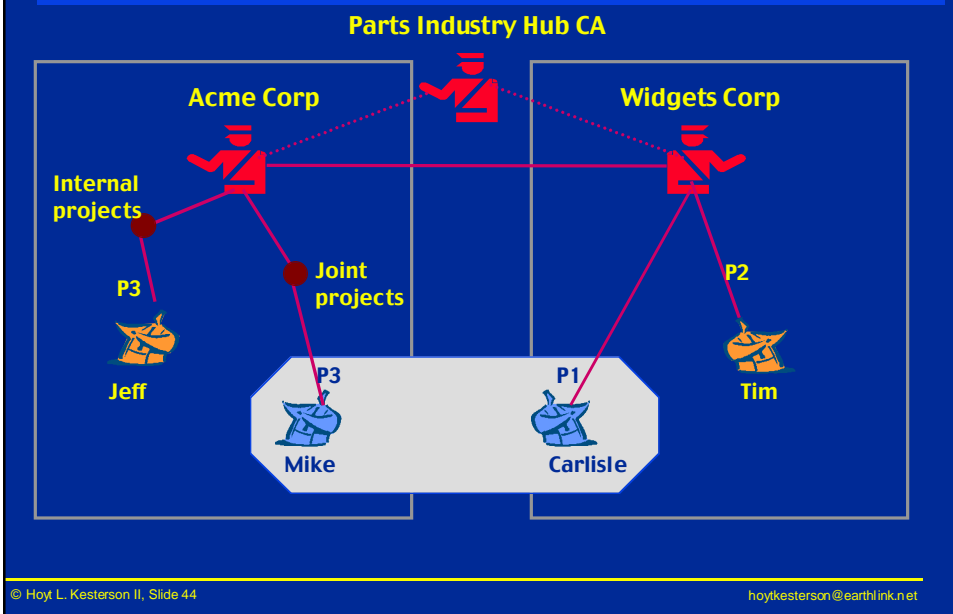 Parts Industry Hub CA
Acme Corp
Widgets Corp
Internal
projects
Joint
projects
P3
P2
P3
P1
Jeff
Tim
Mike
Carlisle
© Hoyt L. Kesterson II, Slide 44
hoytkesterson@earthlink.net